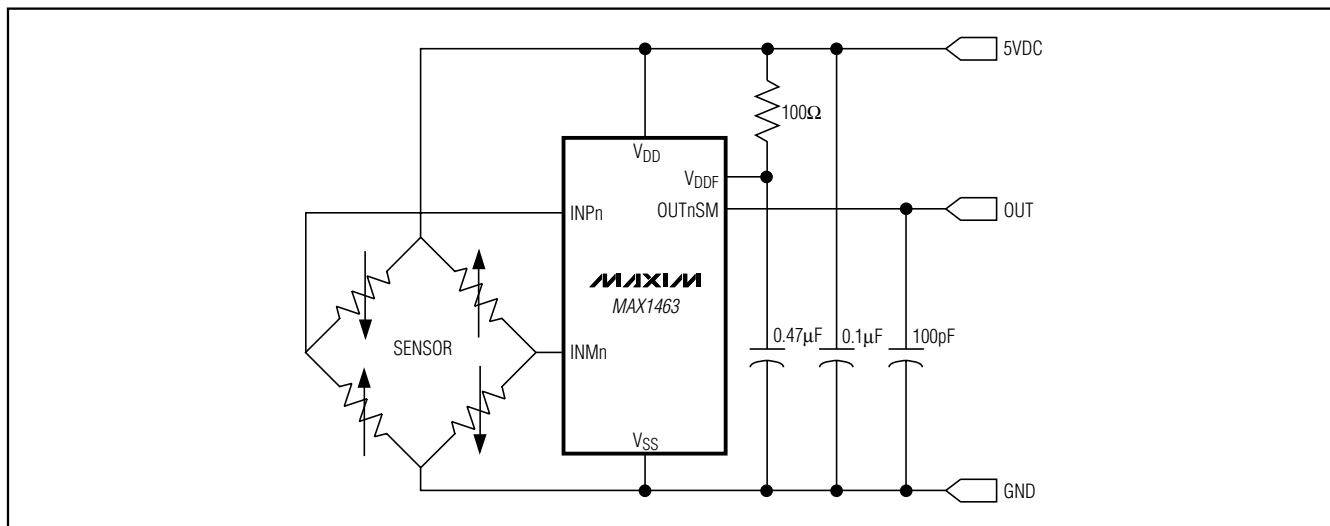 5VDC
100Ω
VDD
VDDF
OUTnSM
OUT
INPn
MAXIM
MAX1463
SENSOR
INMn
0.47μF
0.1μF
100pF
VSS
GND